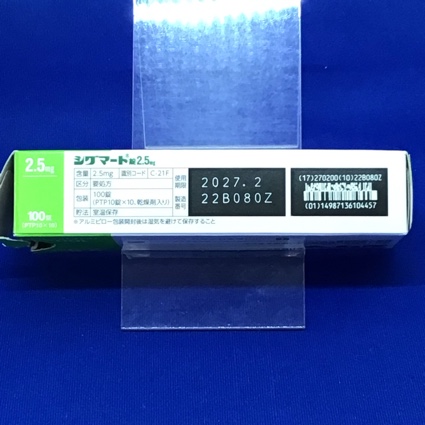 2.5mg
100錠
(PTP10×10)
シグマート錠2.5mg
含量 2.5mg 識別コード C-21F
区分 要処方
包装 100錠
(PTP10錠×10、乾燥剤入り)
貯法 室温保存
*アルミピロー包装開封後は湿気を避けて保存すること
使用期限 2027.2
製造番号 22B080Z
(17)270200(10)22B080Z
(01)14987136104457